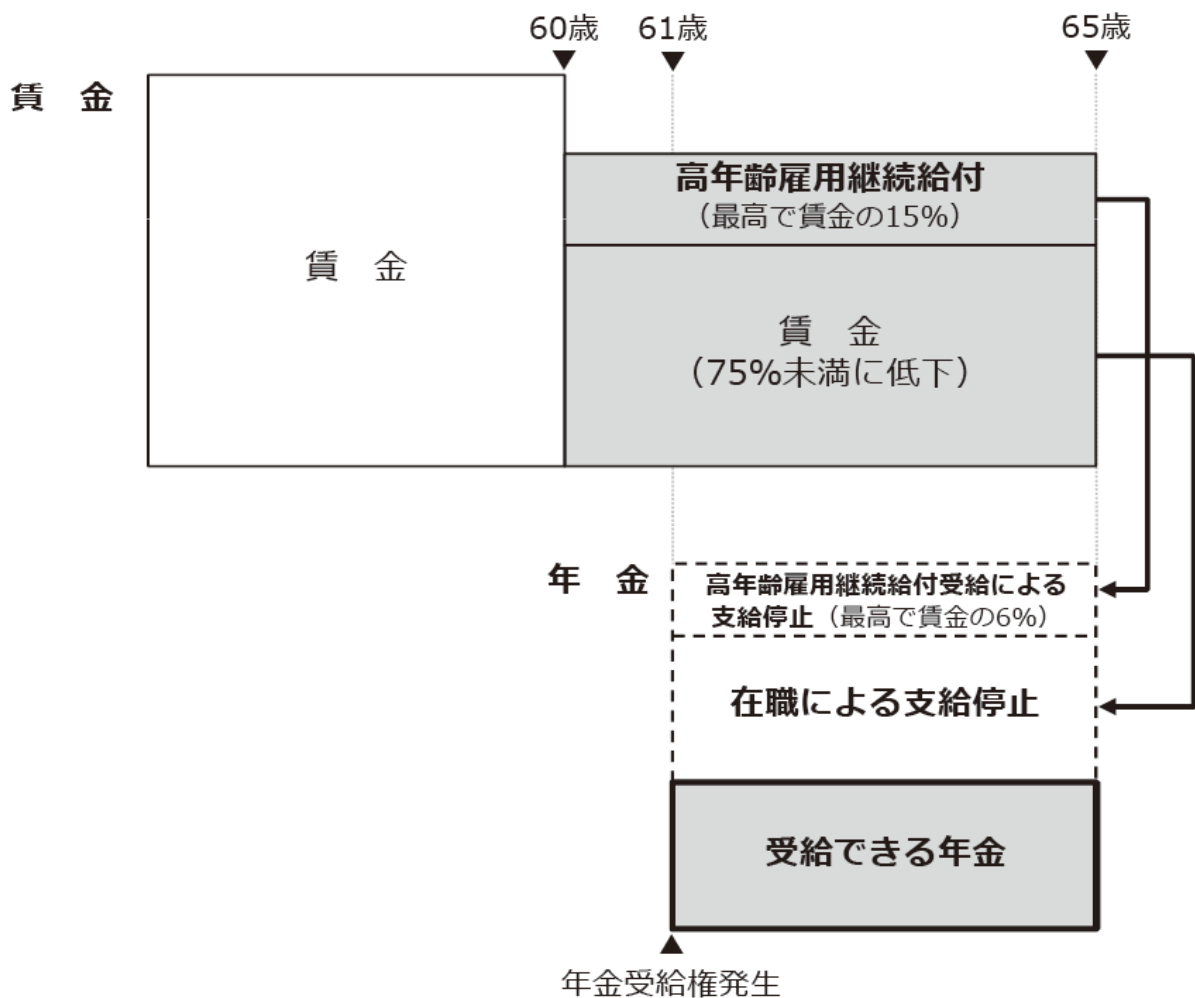 60歳 61歳 65歳
賃　金
高年齢雇用継続給付
（最高で賃金の15%）
賃　金
賃　金
（75%未満に低下）
年　金
高年齢雇用継続給付受給による
支給停止（最高で賃金の6%）
在職による支給停止
受給できる年金
年金受給権発生